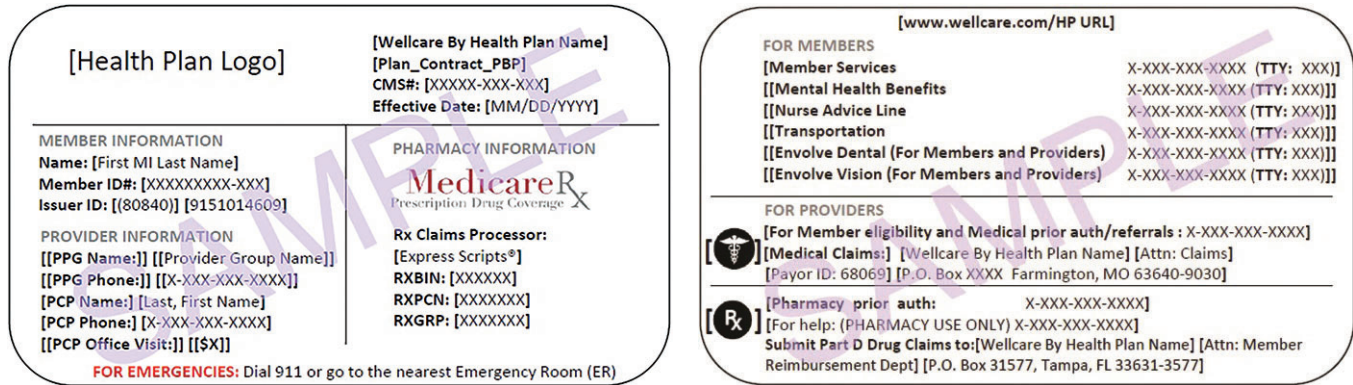 [Health Plan Logo]
[Wellcare By Health Plan Name]
[Plan_Contract_PBP]
CMS#: [XXXXX-XXX-XXX]
Effective Date: [MM/DD/YYYY]
MEMBER INFORMATION
Name: [First MI Last Name]
Member ID#: [XXXXXXXXX-XXX]
Issuer ID: [(80840)] [9151014609]
PROVIDER INFORMATION
[[PPG Name:]] [[Provider Group Name]]
[[PPG Phone:]] [[X-XXX-XXX-XXXX]]
[PCP Name:] [Last, First Name]
[PCP Phone:] [X-XXX-XXX-XXXX]
[[PCP Office Visit:]] [[$X]]
PHARMACY INFORMATION
MedicareRx
Prescription Drug Coverage
Rx Claims Processor:
[Express Scripts®]
RXBIN: [XXXXXX]
RXPCN: [XXXXXXX]
RXGRP: [XXXXXXX]
FOR EMERGENCIES: Dial 911 or go to the nearest Emergency Room (ER)
SAMPLE
[www.wellcare.com/HP URL]
FOR MEMBERS
[Member Services X-XXX-XXX-XXXX (TTY: XXX)]
[[Mental Health Benefits X-XXX-XXX-XXXX (TTY: XXX)]]
[[Nurse Advice Line X-XXX-XXX-XXXX (TTY: XXX)]]
[[Transportation X-XXX-XXX-XXXX (TTY: XXX)]]
[[Envolve Dental (For Members and Providers) X-XXX-XXX-XXXX (TTY: XXX)]]
[[Envolve Vision (For Members and Providers) X-XXX-XXX-XXXX (TTY: XXX)]]
FOR PROVIDERS
[For Member eligibility and Medical prior auth/referrals : X-XXX-XXX-XXXX]
[Medical Claims:] [Wellcare By Health Plan Name] [Attn: Claims]
[Payor ID: 68069] [P.O. Box XXXX Farmington, MO 63640-9030]
[Rx] [Pharmacy prior auth: X-XXX-XXX-XXXX]
[For help: (PHARMACY USE ONLY) X-XXX-XXX-XXXX]
Submit Part D Drug Claims to:[Wellcare By Health Plan Name] [Attn: Member
Reimbursement Dept] [P.O. Box 31577, Tampa, FL 33631-3577]
SAMPLE